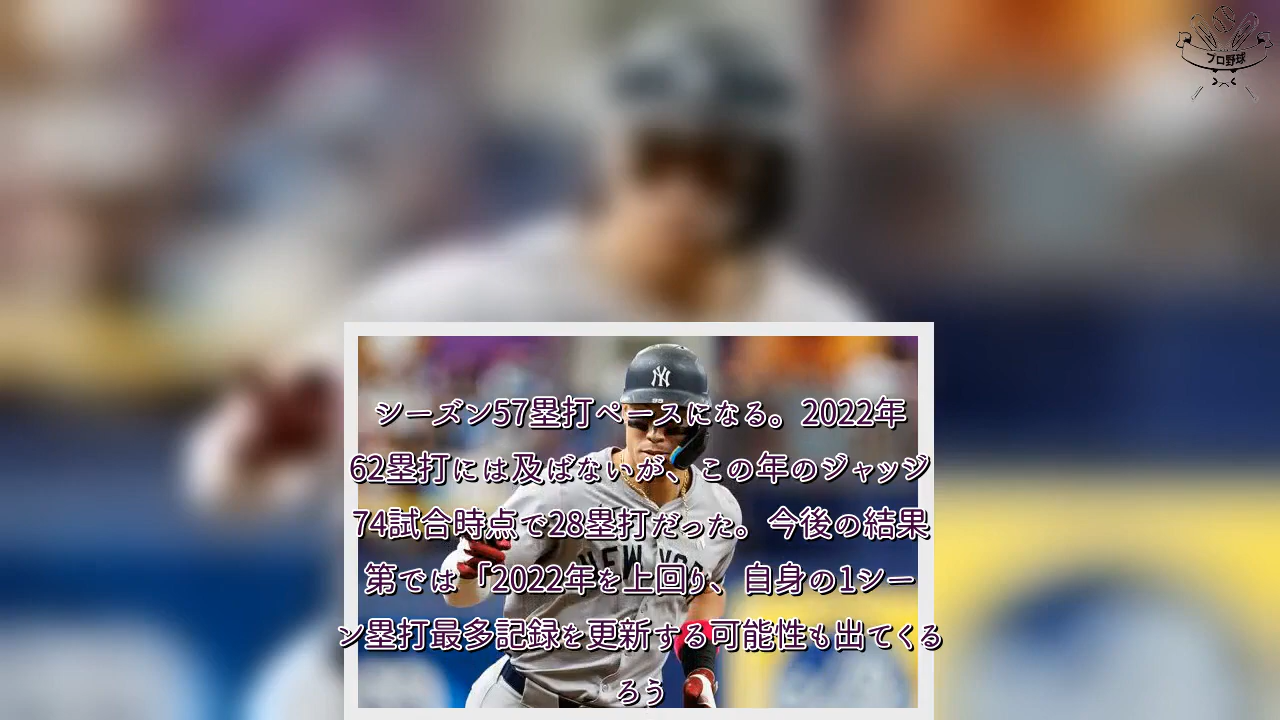 プロ野球
NY
シーズン57塁打ペースになる。2022年
62塁打には及ばないが、この年のジャッジ
74試合時点で28塁打だった。今後の結果
第では「2022年を上回り、自身の1シー
ン塁打最多記録を更新する可能性も出てくる
ろう
NEW YOR